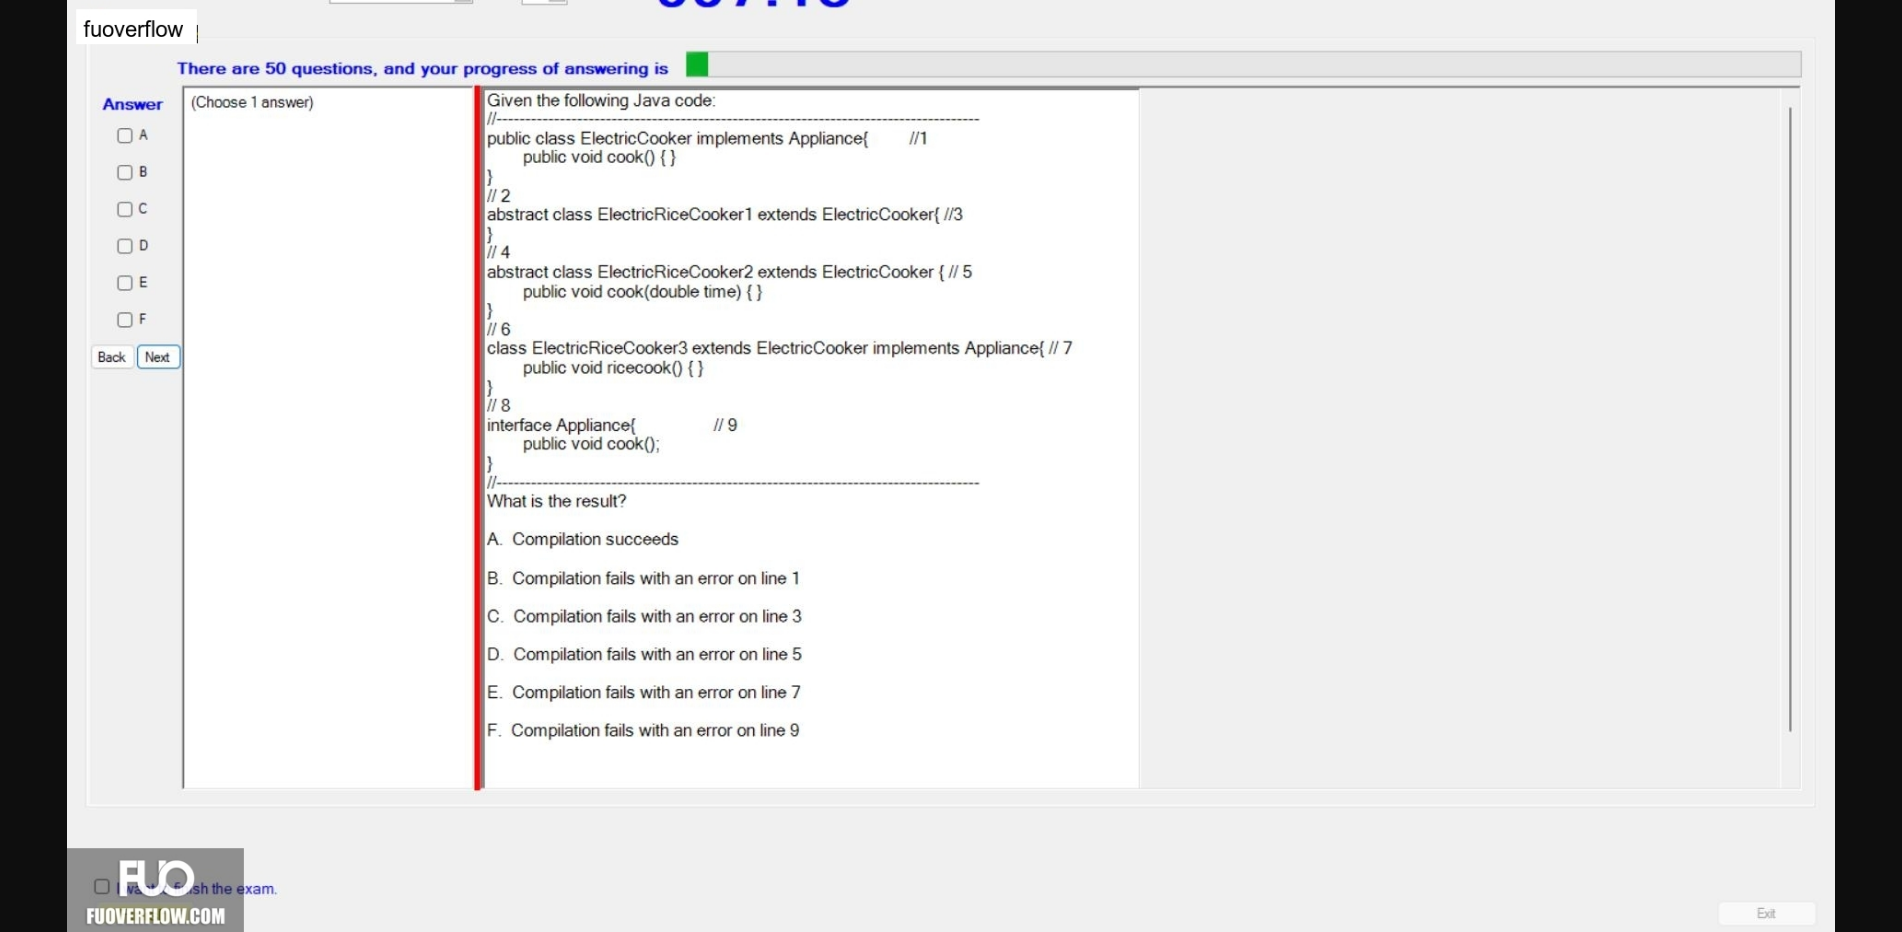 fuoverflow
There are 50 questions, and your progress of answering is
Answer
A
B
C
D
E
F
Back Next
(Choose 1 answer)
Given the following Java code:
//------------------------------------------------------------------------------------
public class ElectricCooker implements Appliance{ //1
public void cook() { }
}
// 2
abstract class ElectricRiceCooker1 extends ElectricCooker{ //3
}
// 4
abstract class ElectricRiceCooker2 extends ElectricCooker { // 5
public void cook(double time) { }
}
// 6
class ElectricRiceCooker3 extends ElectricCooker implements Appliance{ // 7
public void ricecook() { }
}
// 8
interface Appliance{ // 9
public void cook();
}
//------------------------------------------------------------------------------------
What is the result?
A. Compilation succeeds
B. Compilation fails with an error on line 1
C. Compilation fails with an error on line 3
D. Compilation fails with an error on line 5
E. Compilation fails with an error on line 7
F. Compilation fails with an error on line 9
FUO
the exam.
FUOVERFLOW.COM
Exit